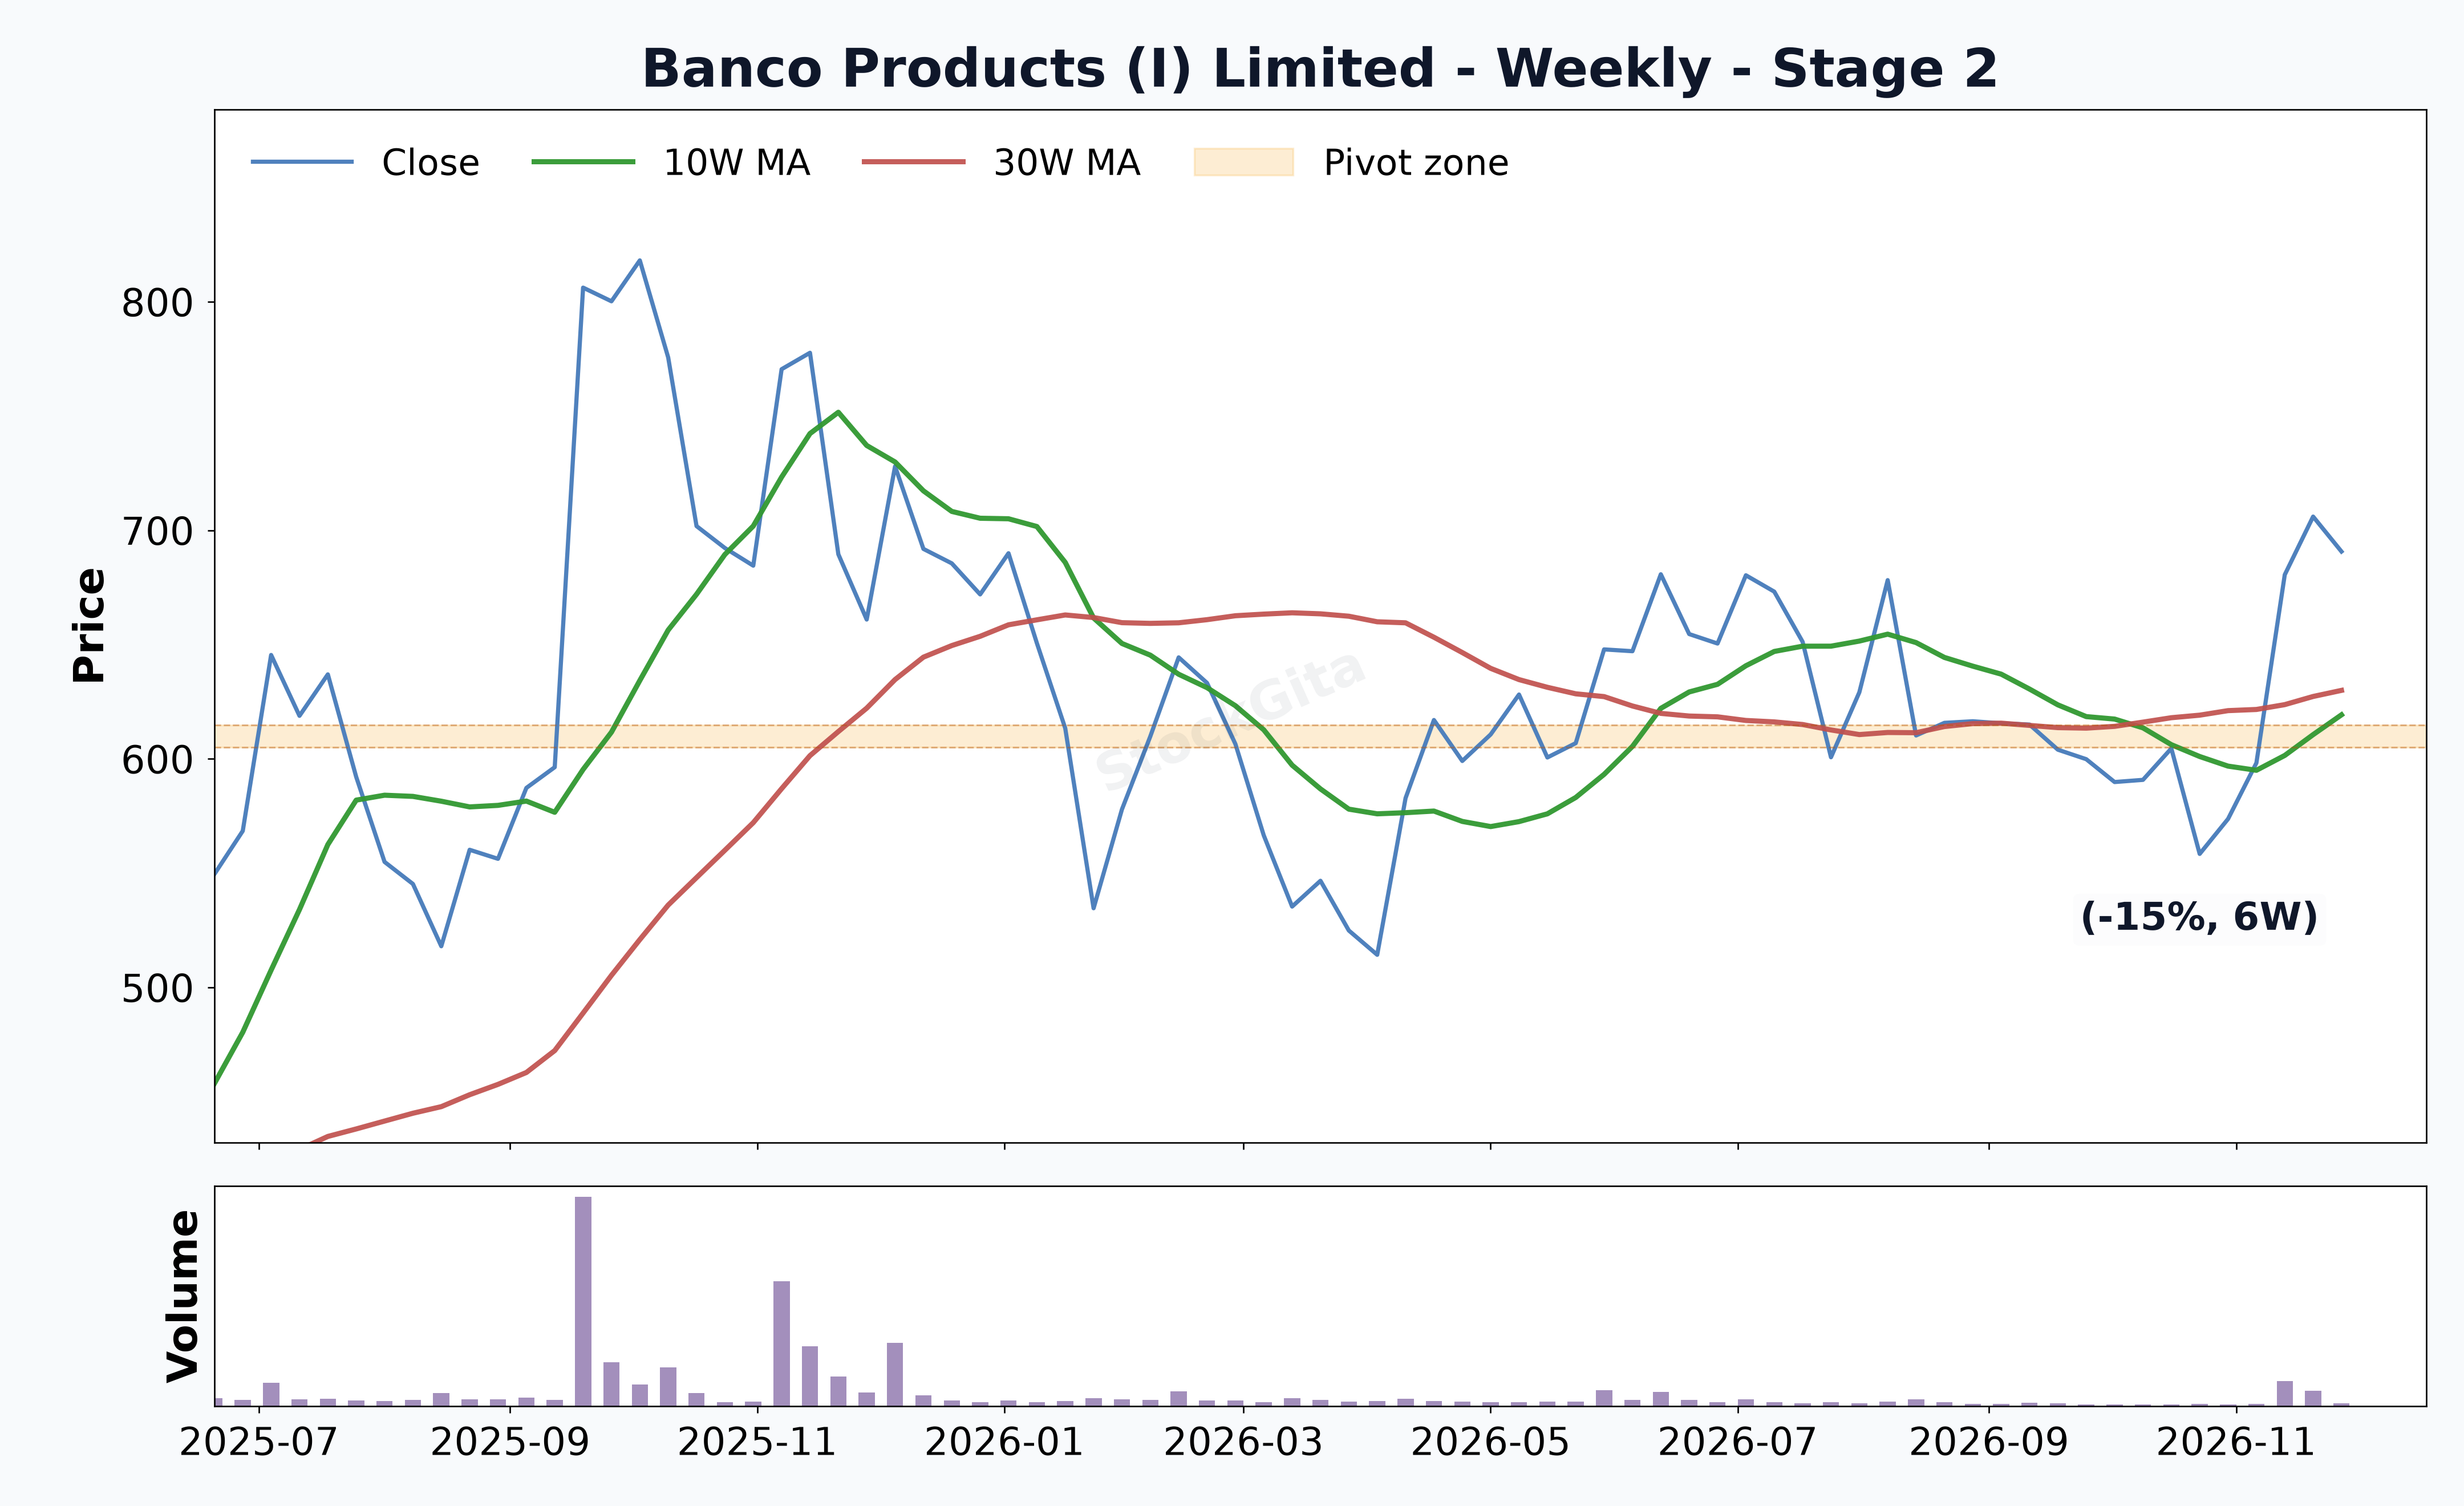 Banco Products (I) Limited - Weekly - Stage 2
Close 10W MA 30W MA Pivot zone
800
700
600
500
Price
StockGita
(-15%, 6W)
Volume
2025-07 2025-09 2025-11 2026-01 2026-03 2026-05 2026-07 2026-09 2026-11